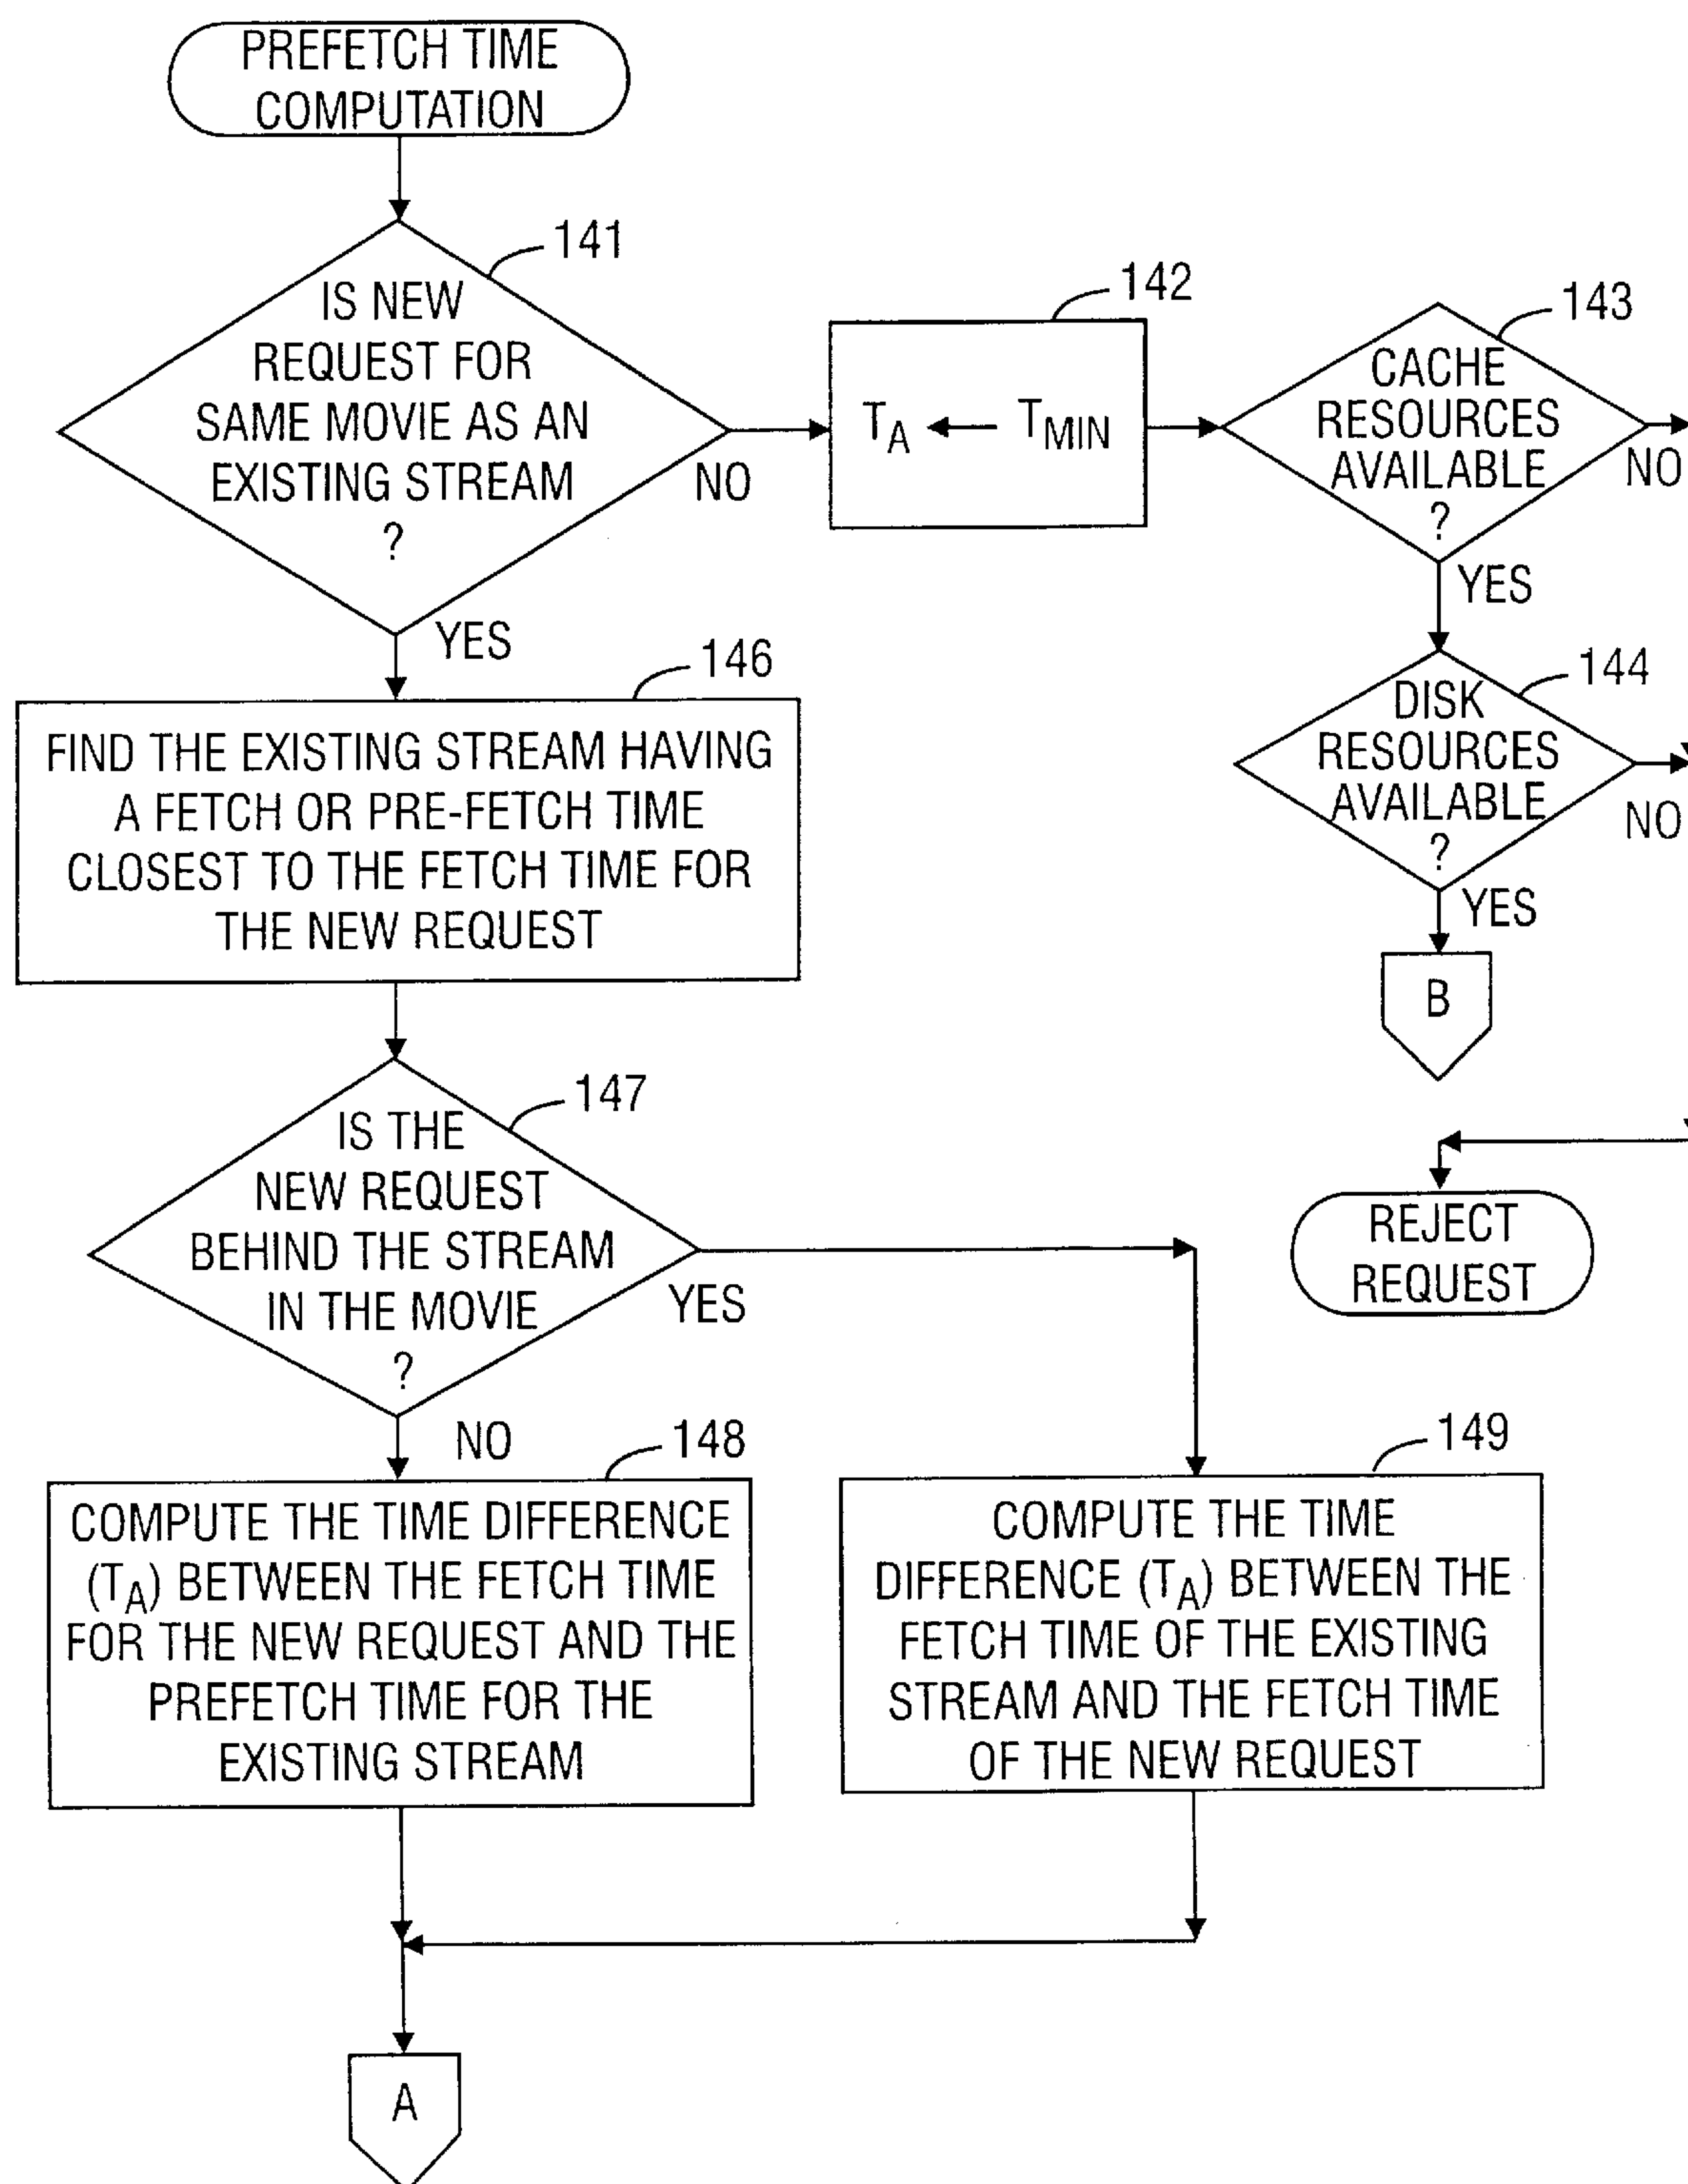 PREFETCH TIME
COMPUTATION
141
IS NEW
REQUEST FOR
SAME MOVIE AS AN
EXISTING STREAM
?
NO
YES
142
T_A ← T_MIN
143
CACHE
RESOURCES
AVAILABLE
?
NO
YES
144
DISK
RESOURCES
AVAILABLE
?
NO
YES
B
REJECT
REQUEST
146
FIND THE EXISTING STREAM HAVING
A FETCH OR PRE-FETCH TIME
CLOSEST TO THE FETCH TIME FOR
THE NEW REQUEST
147
IS THE
NEW REQUEST
BEHIND THE STREAM
IN THE MOVIE
?
YES
NO
148
COMPUTE THE TIME DIFFERENCE
(T_A) BETWEEN THE FETCH TIME
FOR THE NEW REQUEST AND THE
PREFETCH TIME FOR THE
EXISTING STREAM
149
COMPUTE THE TIME
DIFFERENCE (T_A) BETWEEN THE
FETCH TIME OF THE EXISTING
STREAM AND THE FETCH TIME
OF THE NEW REQUEST
A